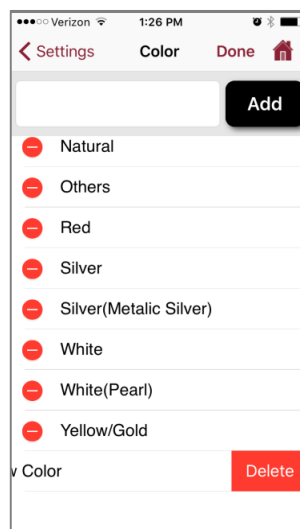 Verizon 1:26 PM
Settings Color Done
Add
Natural
Others
Red
Silver
Silver(Metalic Silver)
White
White(Pearl)
Yellow/Gold
w Color Delete